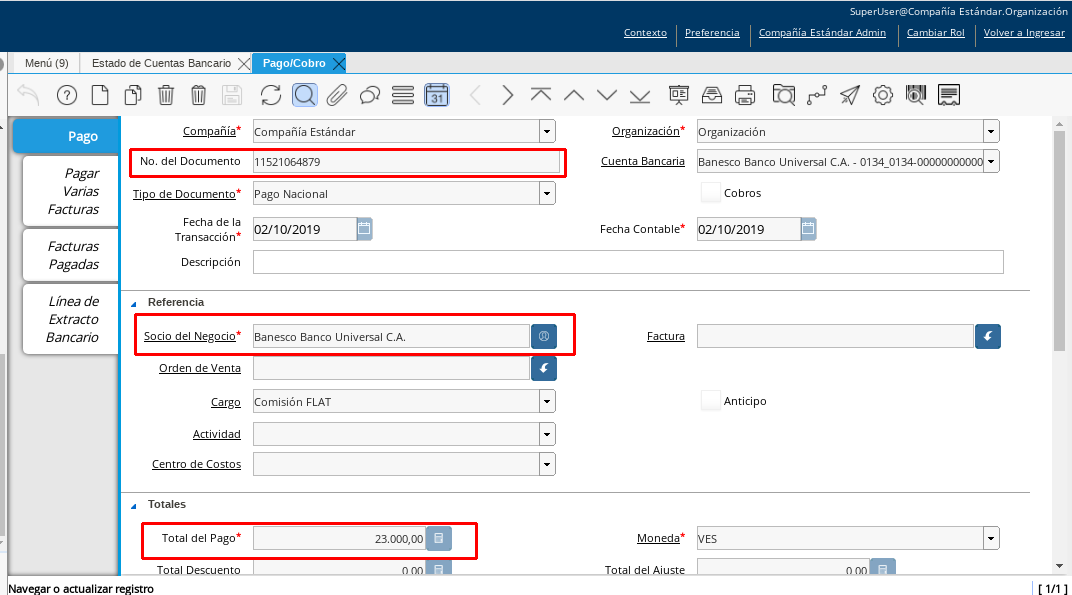 SuperUser@Compañía Estándar.Organización
Contexto Preferencia Compañía Estándar Admin Cambiar Rol Volver a Ingresar
Menú (9) Estado de Cuentas Bancario Pago/Cobro
31
Pago
Pagar Varias Facturas
Facturas Pagadas
Línea de Extracto Bancario
Compañía* Compañía Estándar Organización* Organización
No. del Documento 11521064879 Cuenta Bancaria Banesco Banco Universal C.A. - 0134_0134-00000000000
Tipo de Documento* Pago Nacional Cobros
Fecha de la Transacción* 02/10/2019 Fecha Contable* 02/10/2019
Descripción
Referencia
Socio del Negocio* Banesco Banco Universal C.A. Factura
Orden de Venta
Cargo Comisión FLAT Anticipo
Actividad
Centro de Costos
Totales
Total del Pago* 23.000,00 Moneda* VES
Total Descuento 0,00 Total del Ajuste 0,00
Navegar o actualizar registro [ 1/1 ]